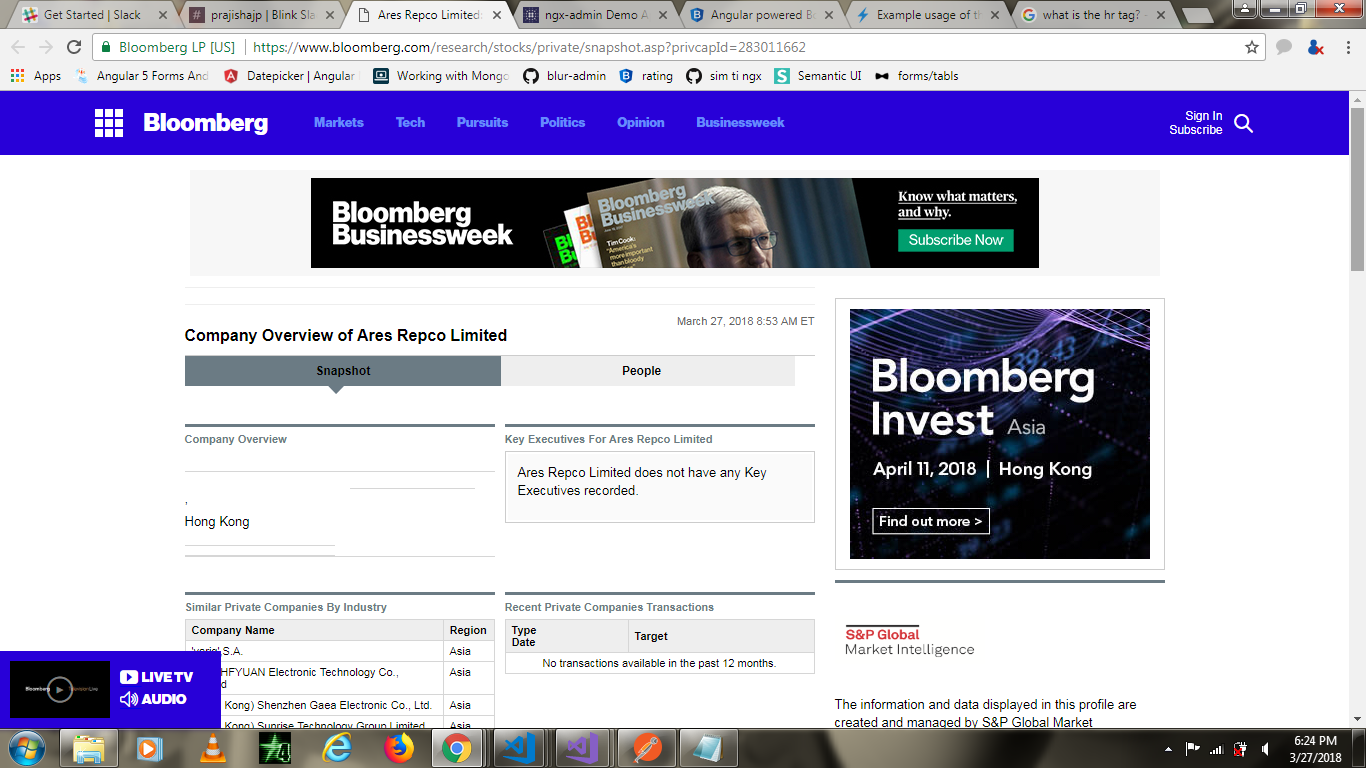 Get Started | Slack
prajishajp | Blink Sla
Ares Repco Limited:
ngx-admin Demo A
Angular powered Bo
Example usage of th
what is the hr tag? -
Bloomberg LP [US]
https://www.bloomberg.com/research/stocks/private/snapshot.asp?privcapId=283011662
Apps
Angular 5 Forms And
Datepicker | Angular
Working with Mongo
blur-admin
rating
sim ti ngx
Semantic UI
forms/tabls
Bloomberg
Markets
Tech
Pursuits
Politics
Opinion
Businessweek
Sign In
Subscribe
Bloomberg
Businessweek
Bloomberg
Businessweek
Tim Cook:
"America's
more important
than bloody
Know what matters,
and why.
Subscribe Now
March 27, 2018 8:53 AM ET
Company Overview of Ares Repco Limited
Snapshot
People
Company Overview
,
Hong Kong
Key Executives For Ares Repco Limited
Ares Repco Limited does not have any Key
Executives recorded.
Bloomberg
Invest Asia
April 11, 2018 | Hong Kong
Find out more >
Similar Private Companies By Industry
Company Name Region
S.A. Asia
HFYUAN Electronic Technology Co., Asia
Kong) Shenzhen Gaea Electronic Co., Ltd. Asia
Kong) Sunrise Technology Group Limited Asia
Recent Private Companies Transactions
Type
Date
Target
No transactions available in the past 12 months.
S&P Global
Market Intelligence
The information and data displayed in this profile are
created and managed by S&P Global Market
Bloomberg
LIVE TV
AUDIO
6:24 PM
3/27/2018